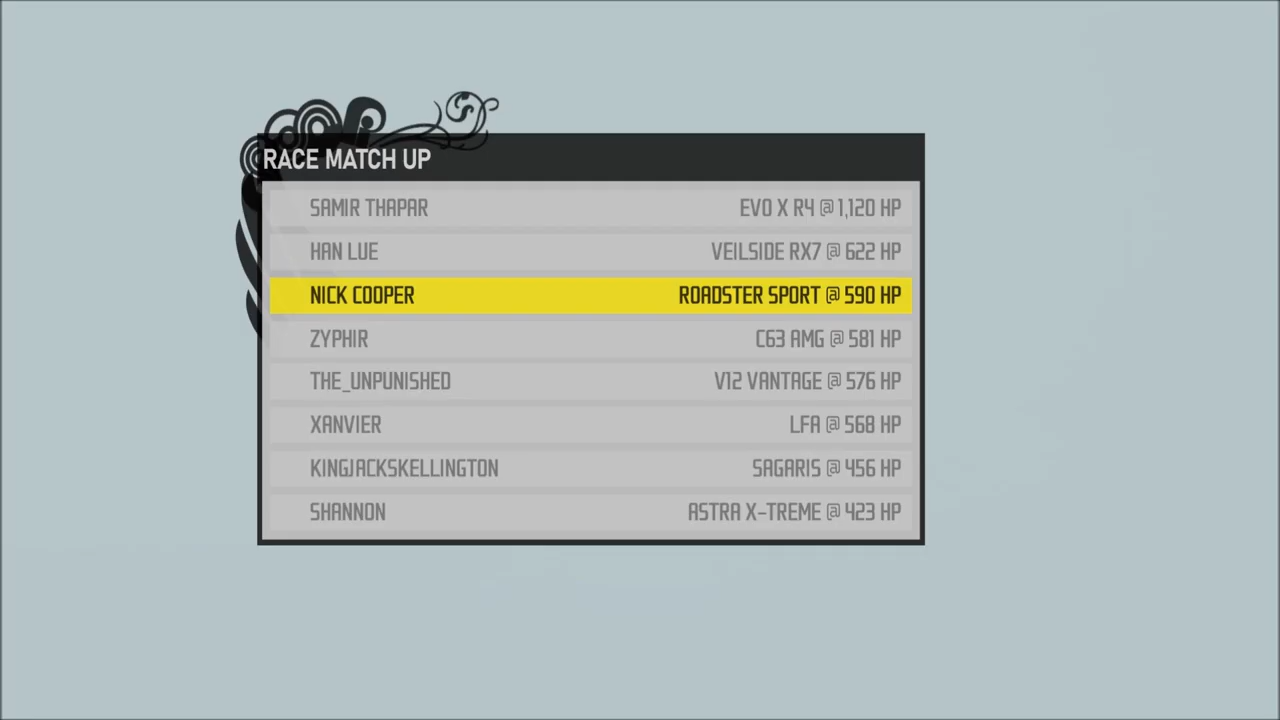 RACE MATCH UP
SAMIR THAPAR EVO X R4 @ 1,120 HP
HAN LUE VEILSIDE RX7 @ 622 HP
NICK COOPER ROADSTER SPORT @ 590 HP
ZYPHIR C63 AMG @ 581 HP
THE_UNPUNISHED V12 VANTAGE @ 576 HP
XANVIER LFA @ 568 HP
KINGJACKSKELLINGTON SAGARIS @ 456 HP
SHANNON ASTRA X-TREME @ 423 HP